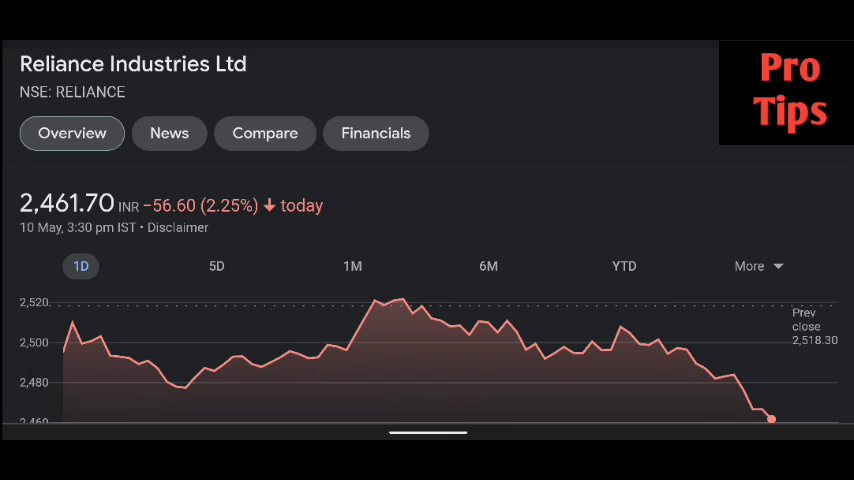 Reliance Industries Ltd
NSE: RELIANCE
Pro
Tips
Overview News Compare Financials
2,461.70 INR −56.60 (2.25%) ↓ today
10 May, 3:30 pm IST • Disclaimer
1D 5D 1M 6M YTD More
2,520
2,500
2,480
2,460
Prev
close
2,518.30